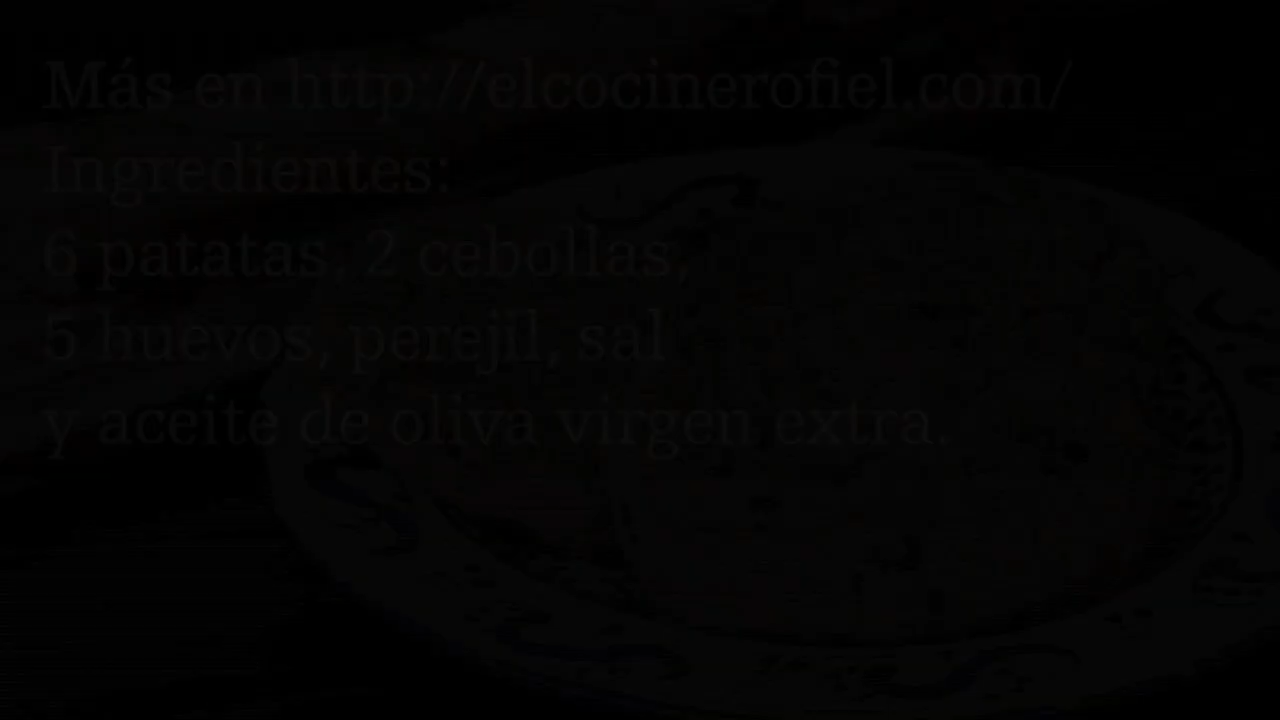 Más en http://elcocinerofiel.com/
Ingredientes:
6 patatas, 2 cebollas,
5 huevos, perejil, sal
y aceite de oliva virgen extra.